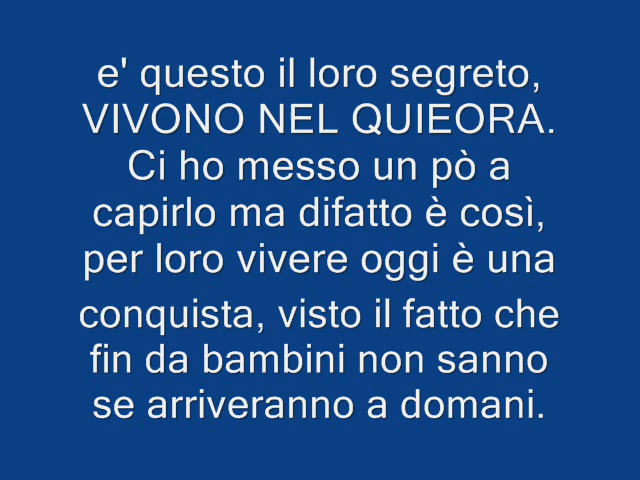 e' questo il loro segreto,
VIVONO NEL QUIEORA.
Ci ho messo un pò a
capirlo ma difatto è così,
per loro vivere oggi è una
conquista, visto il fatto che
fin da bambini non sanno
se arriveranno a domani.